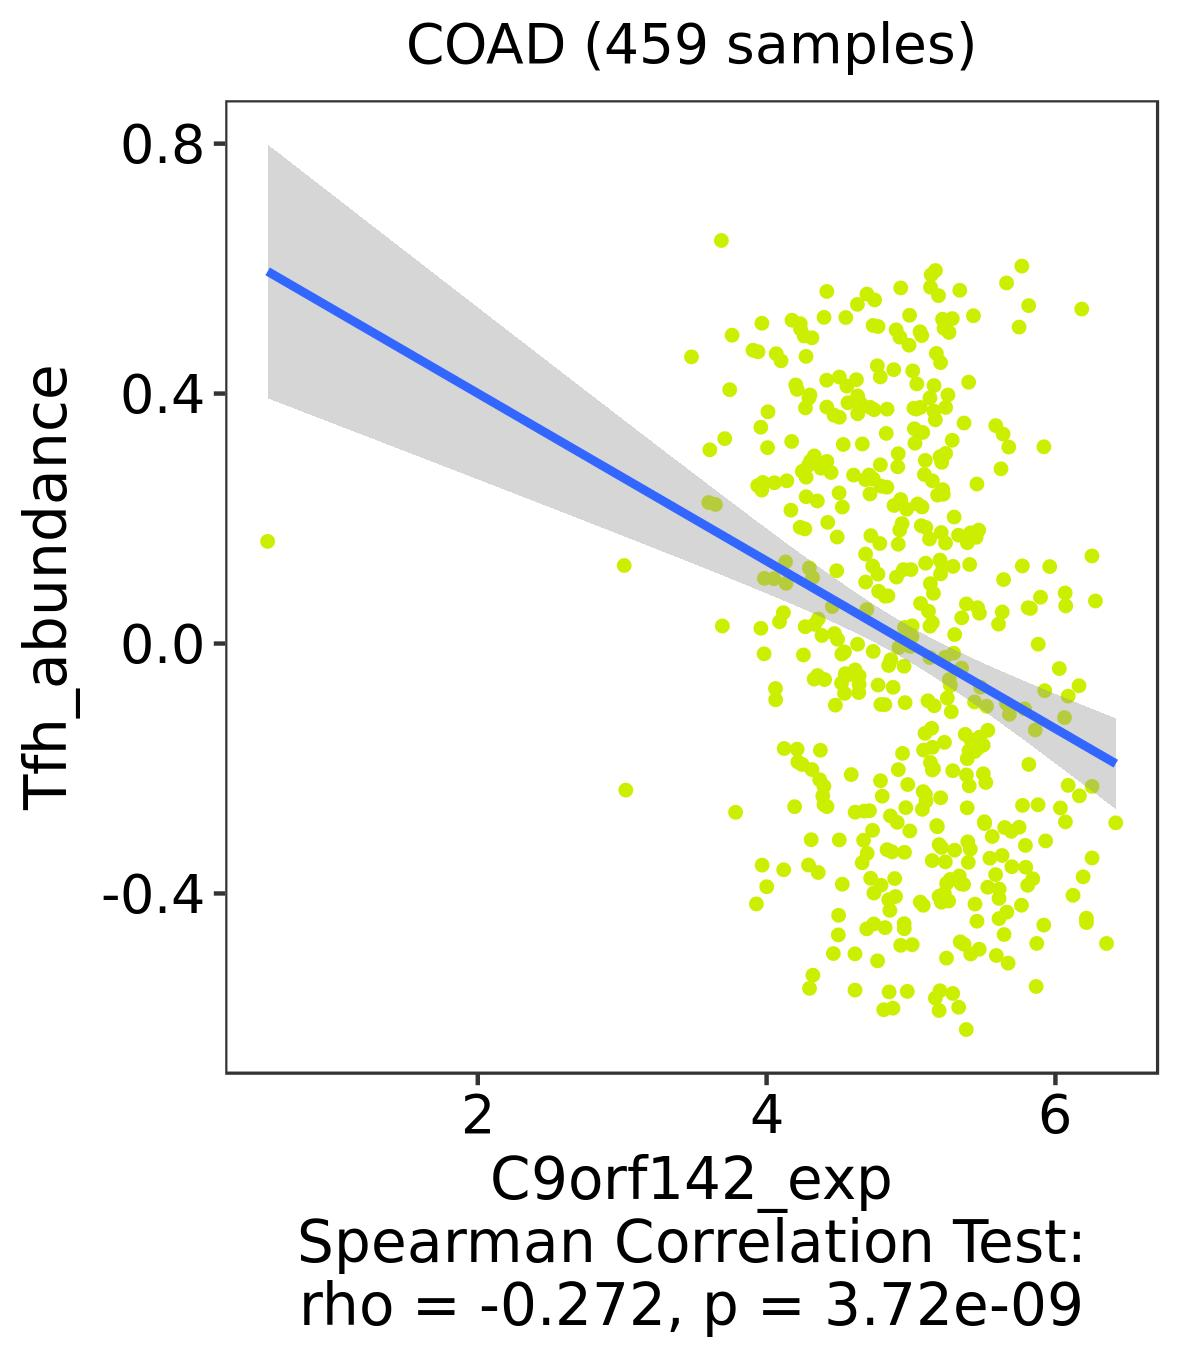 COAD (459 samples)
0.8
0.4
0.0
-0.4
Tfh_abundance
2 4 6
C9orf142_exp
Spearman Correlation Test:
rho = -0.272, p = 3.72e-09